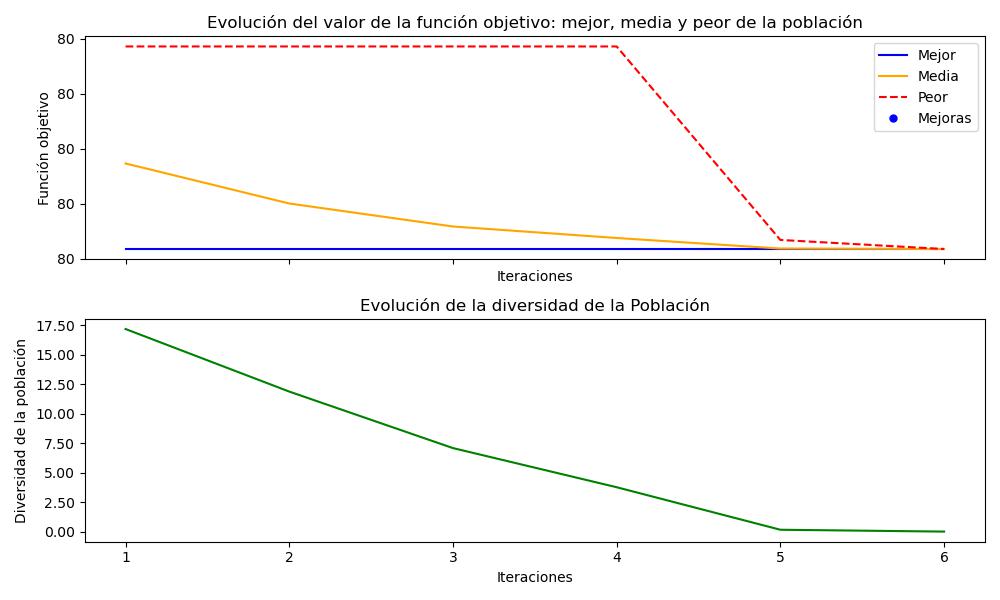 Evolución del valor de la función objetivo: mejor, media y peor de la población
80
80
80
80
80
Función objetivo
Mejor
Media
Peor
Mejoras
Iteraciones
Evolución de la diversidad de la Población
17.50
15.00
12.50
10.00
7.50
5.00
2.50
0.00
Diversidad de la población
1 2 3 4 5 6
Iteraciones